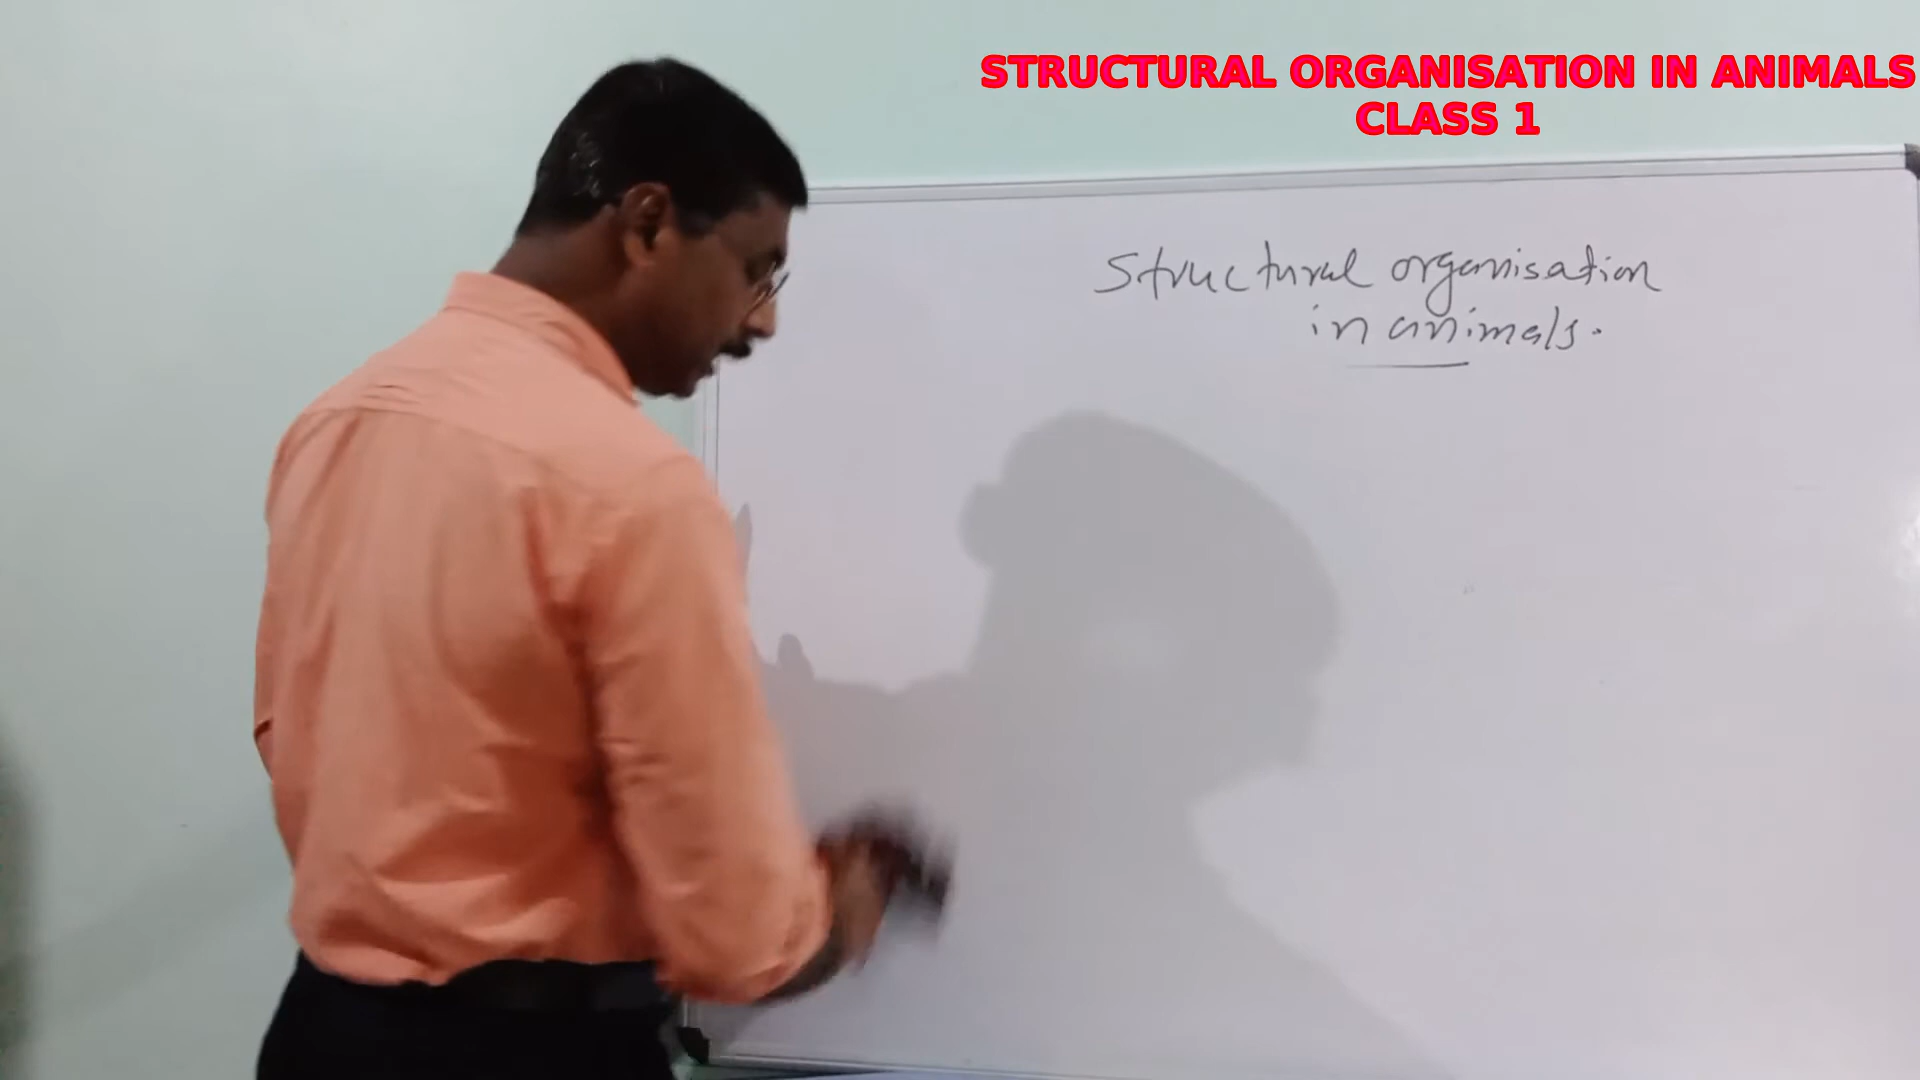 STRUCTURAL ORGANISATION IN ANIMALS
CLASS 1
Structural organisation
in animals.